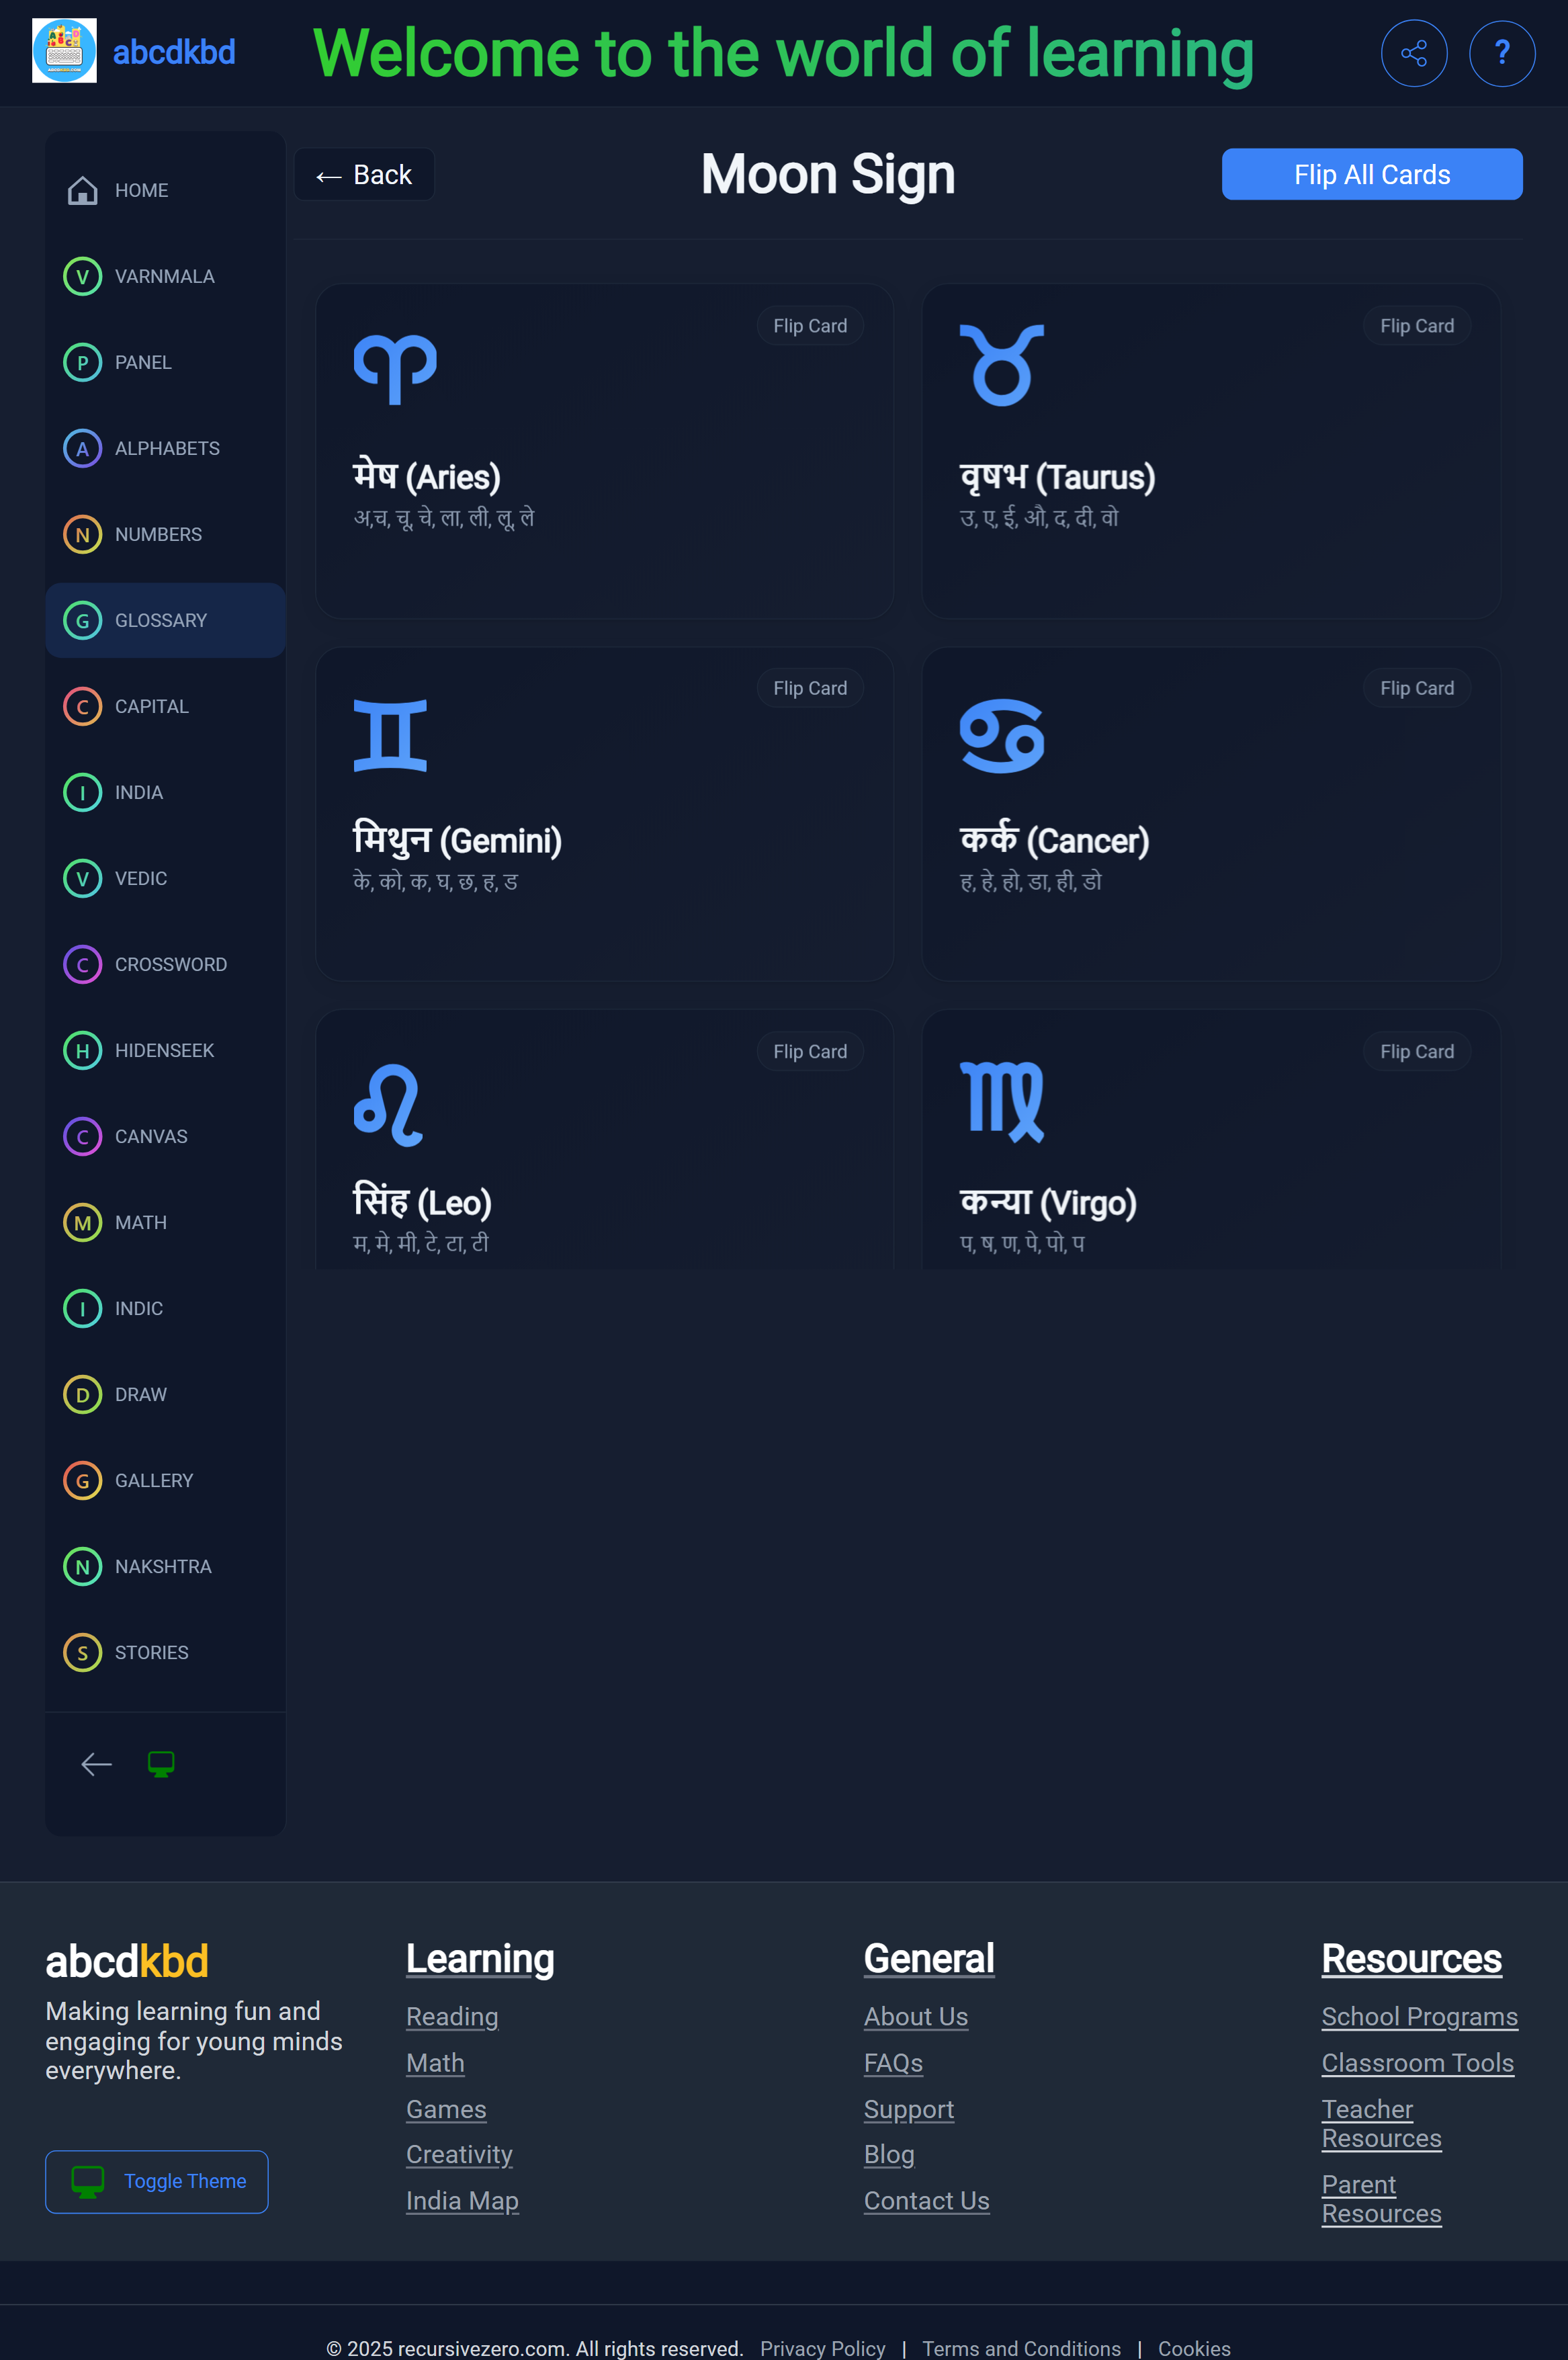 abcdkbd
Welcome to the world of learning
?
HOME
V VARNMALA
P PANEL
A ALPHABETS
N NUMBERS
G GLOSSARY
C CAPITAL
I INDIA
V VEDIC
C CROSSWORD
H HIDENSEEK
C CANVAS
M MATH
I INDIC
D DRAW
G GALLERY
N NAKSHTRA
S STORIES
← Back
Moon Sign
Flip All Cards
Flip Card
♈
मेष (Aries)
अ,च, चू, चे, ला, ली, लू, ले
Flip Card
♉
वृषभ (Taurus)
उ, ए, ई, औ, द, दी, वो
Flip Card
♊
मिथुन (Gemini)
के, को, क, घ, छ, ह, ड
Flip Card
♋
कर्क (Cancer)
ह, हे, हो, डा, ही, डो
Flip Card
♌
सिंह (Leo)
म, मे, मी, टे, टा, टी
Flip Card
♍
कन्या (Virgo)
प, ष, ण, पे, पो, प
abcdkbd
Making learning fun and
engaging for young minds
everywhere.
Toggle Theme
Learning
Reading
Math
Games
Creativity
India Map
General
About Us
FAQs
Support
Blog
Contact Us
Resources
School Programs
Classroom Tools
Teacher
Resources
Parent
Resources
© 2025 recursivezero.com. All rights reserved. Privacy Policy | Terms and Conditions | Cookies